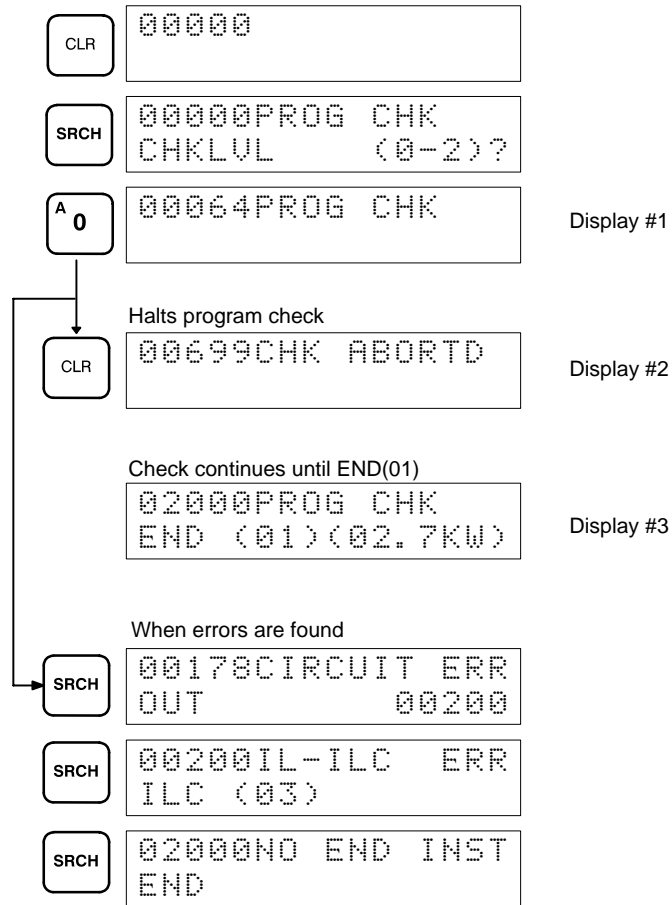 CLR
00000
SRCH
00000PROG CHK
CHKLVL (0-2)?
A
0
00064PROG CHK
Display #1
Halts program check
CLR
00699CHK ABORTD
Display #2
Check continues until END(01)
02000PROG CHK
END (01)(02.7KW)
Display #3
When errors are found
SRCH
00178CIRCUIT ERR
OUT 00200
SRCH
00200IL-ILC ERR
ILC (03)
SRCH
02000NO END INST
END